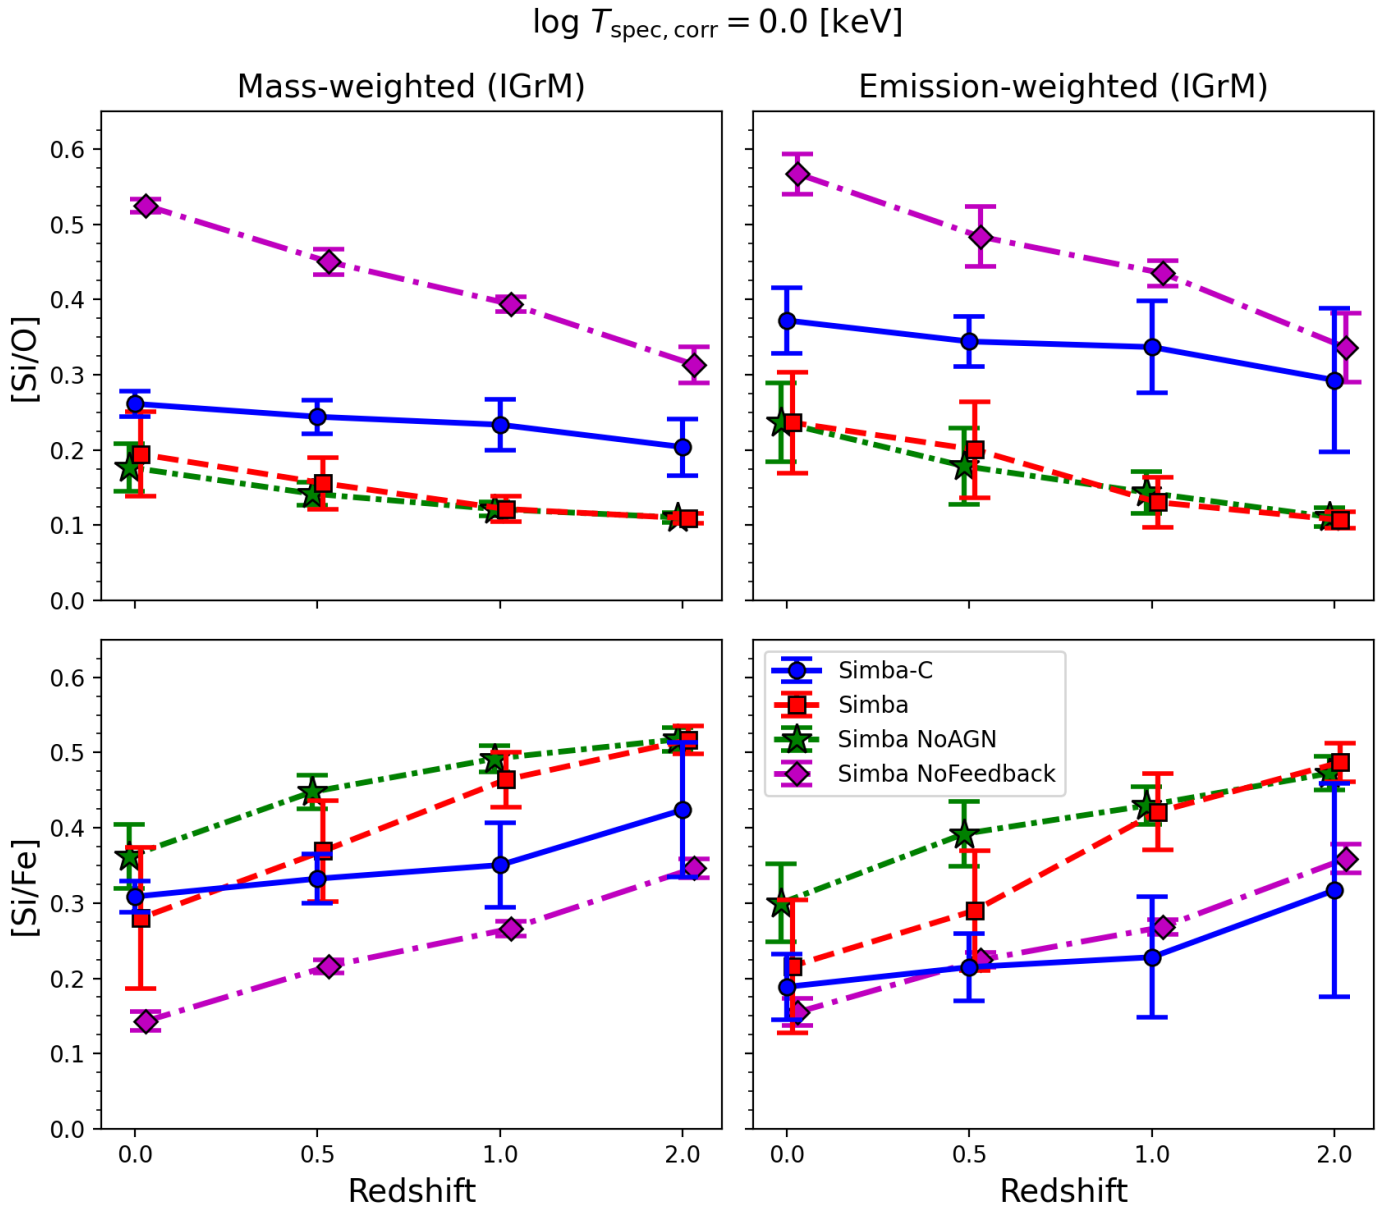 log T_spec, corr = 0.0 [keV]
Mass-weighted (IGrM)
Emission-weighted (IGrM)
[Si/O]
0.6
0.5
0.4
0.3
0.2
0.1
0.0
[Si/Fe]
0.6
0.5
0.4
0.3
0.2
0.1
0.0
Simba-C
Simba
Simba NoAGN
Simba NoFeedback
0.0 0.5 1.0 2.0
0.0 0.5 1.0 2.0
Redshift
Redshift